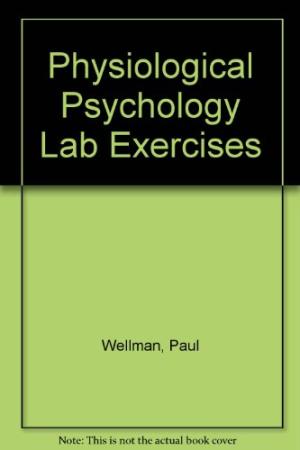 Physiological
Psychology
Lab Exercises
Wellman, Paul
Note: This is not the actual book cover